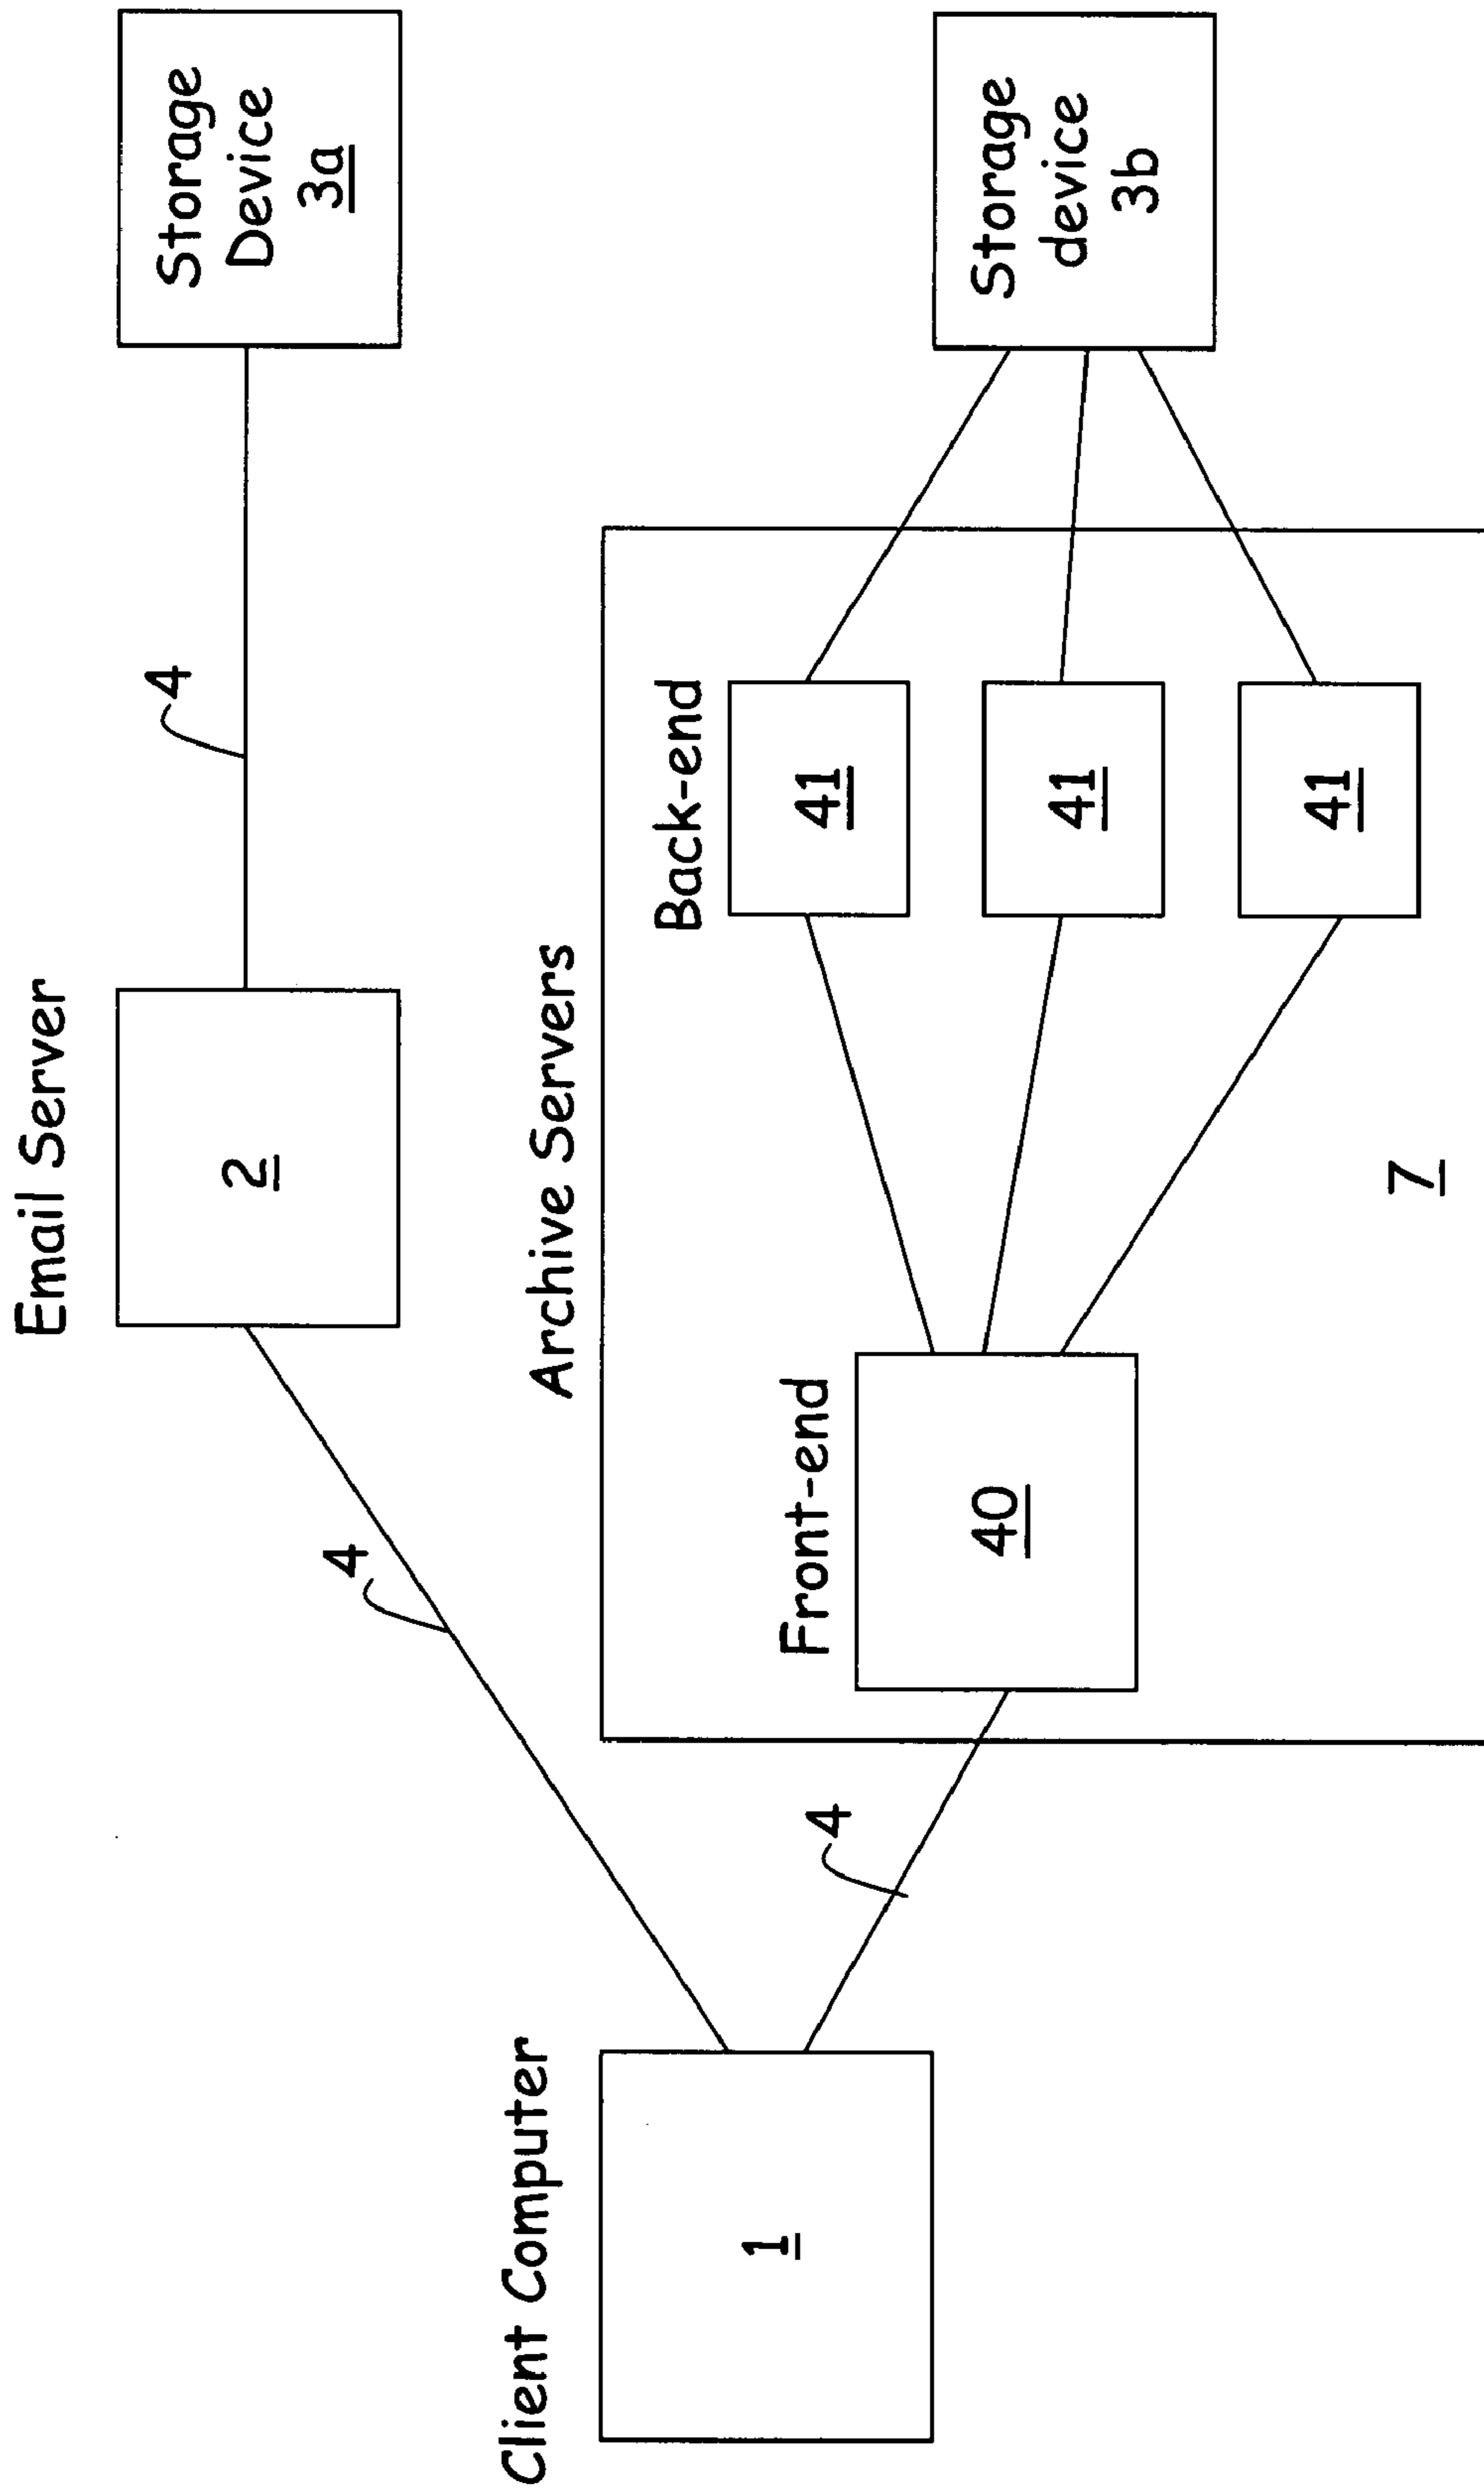 Email Server
2
4
Storage
Device
3a
4
Client Computer
1
4
Archive Servers
Front-end
40
Back-end
41
41
41
7
Storage
device
3b